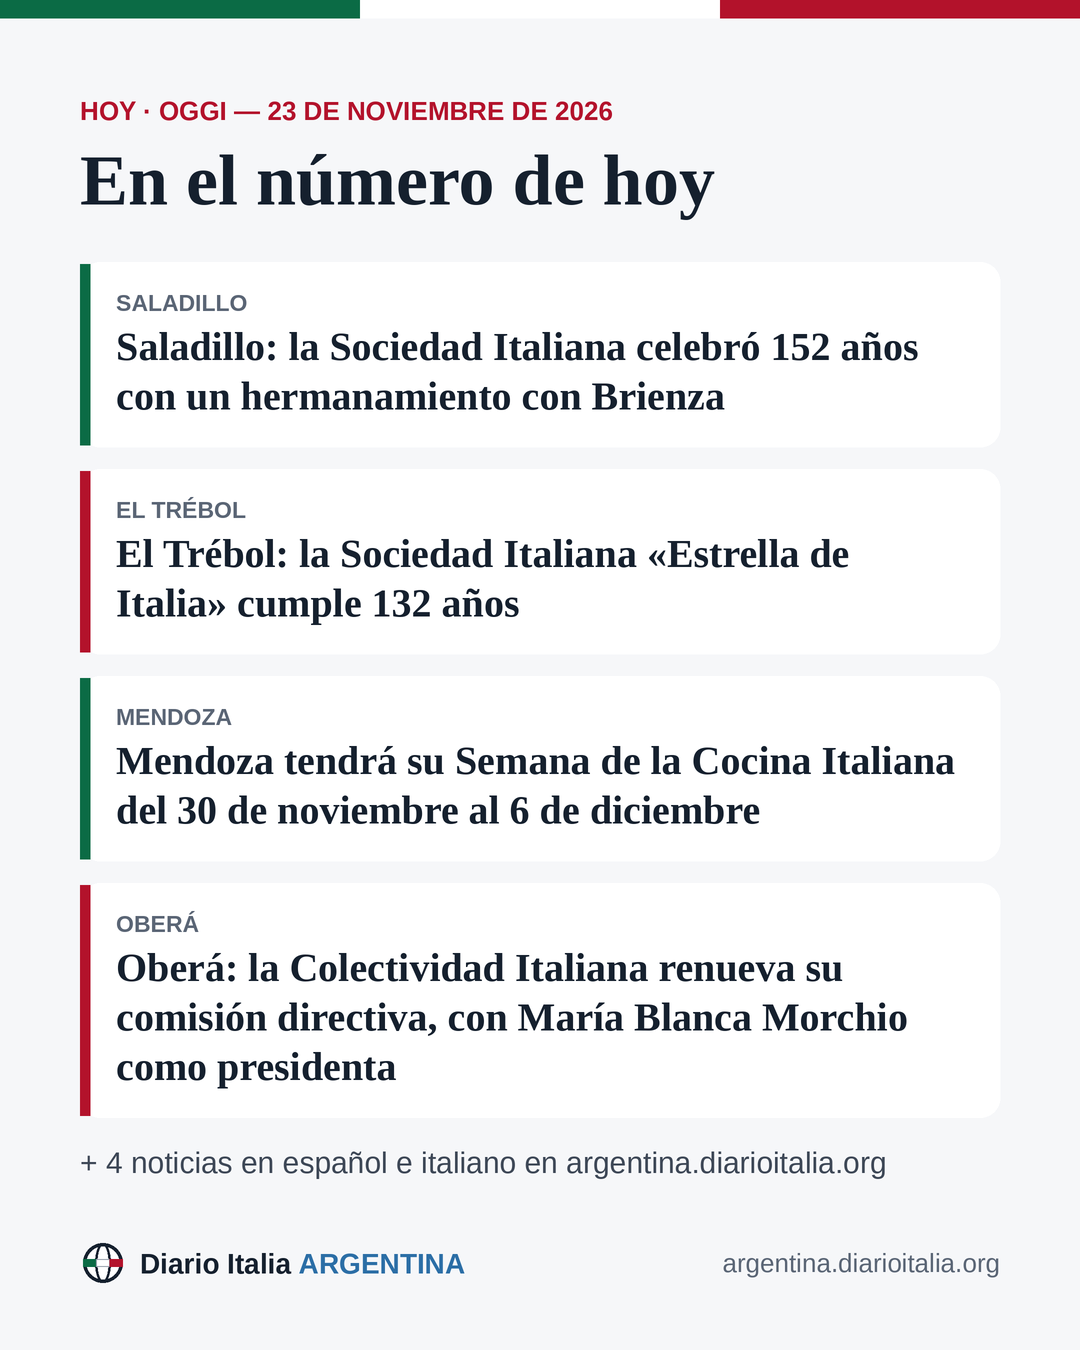 HOY · OGGI — 23 DE NOVIEMBRE DE 2026
En el número de hoy
SALADILLO
Saladillo: la Sociedad Italiana celebró 152 años
con un hermanamiento con Brienza
EL TRÉBOL
El Trébol: la Sociedad Italiana «Estrella de
Italia» cumple 132 años
MENDOZA
Mendoza tendrá su Semana de la Cocina Italiana
del 30 de noviembre al 6 de diciembre
OBERÁ
Oberá: la Colectividad Italiana renueva su
comisión directiva, con María Blanca Morchio
como presidenta
+ 4 noticias en español e italiano en argentina.diarioitalia.org
Diario Italia ARGENTINA
argentina.diarioitalia.org